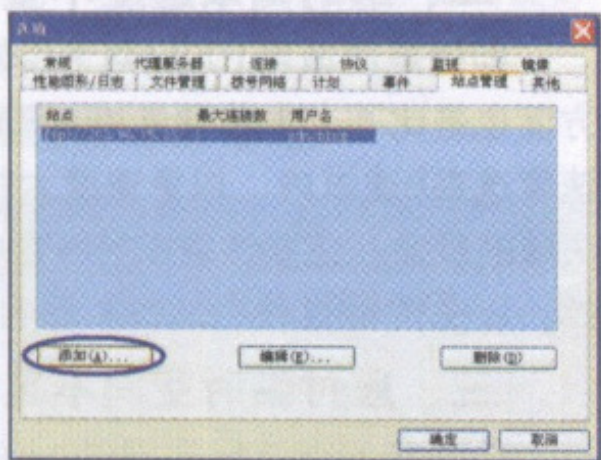 选项
常规 代理服务器 连接 协议 监视 镜像
性能图形/日志 文件管理 拨号网络 计划 事件 站点管理 其他
站点 最大连接数 用户名
添加(A)... 编辑(E)... 删除(D)
确定 取消